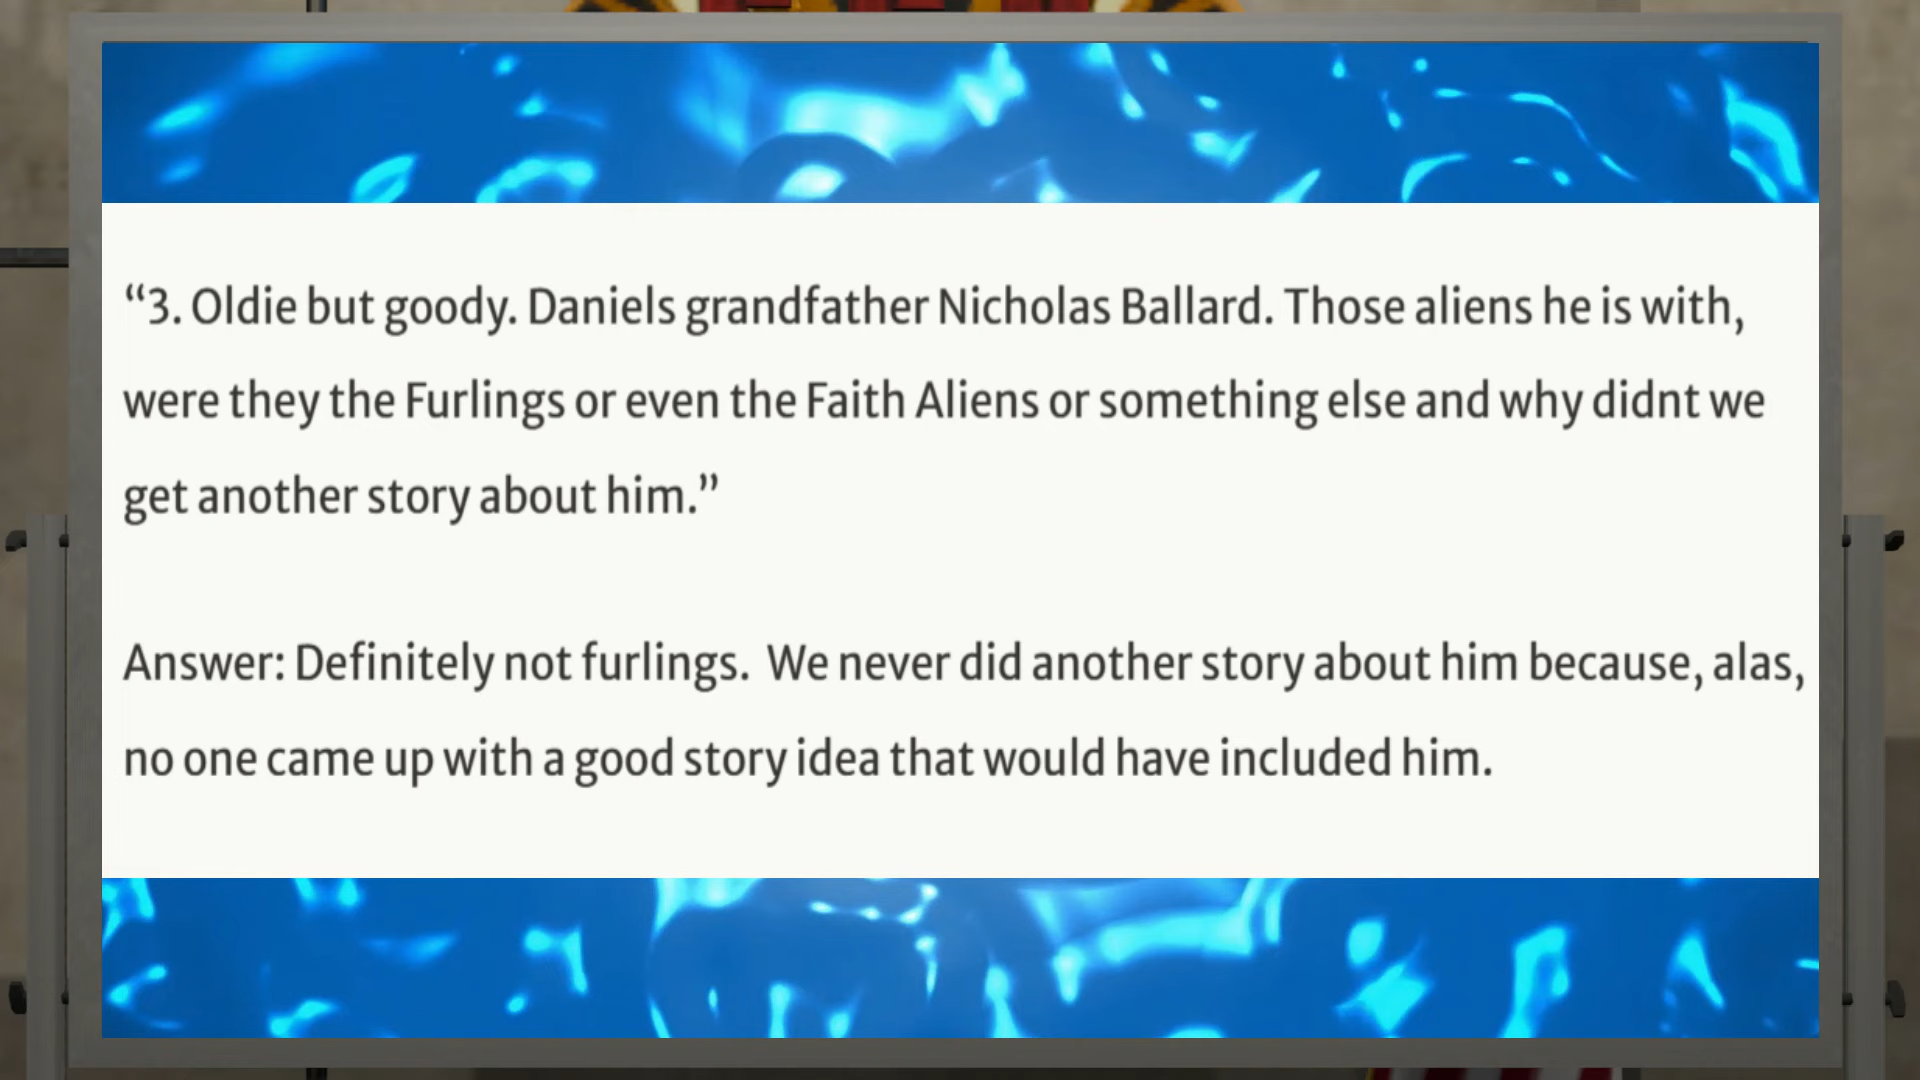 “3. Oldie but goody. Daniels grandfather Nicholas Ballard. Those aliens he is with,
were they the Furlings or even the Faith Aliens or something else and why didnt we
get another story about him.”
Answer: Definitely not furlings.  We never did another story about him because, alas,
no one came up with a good story idea that would have included him.